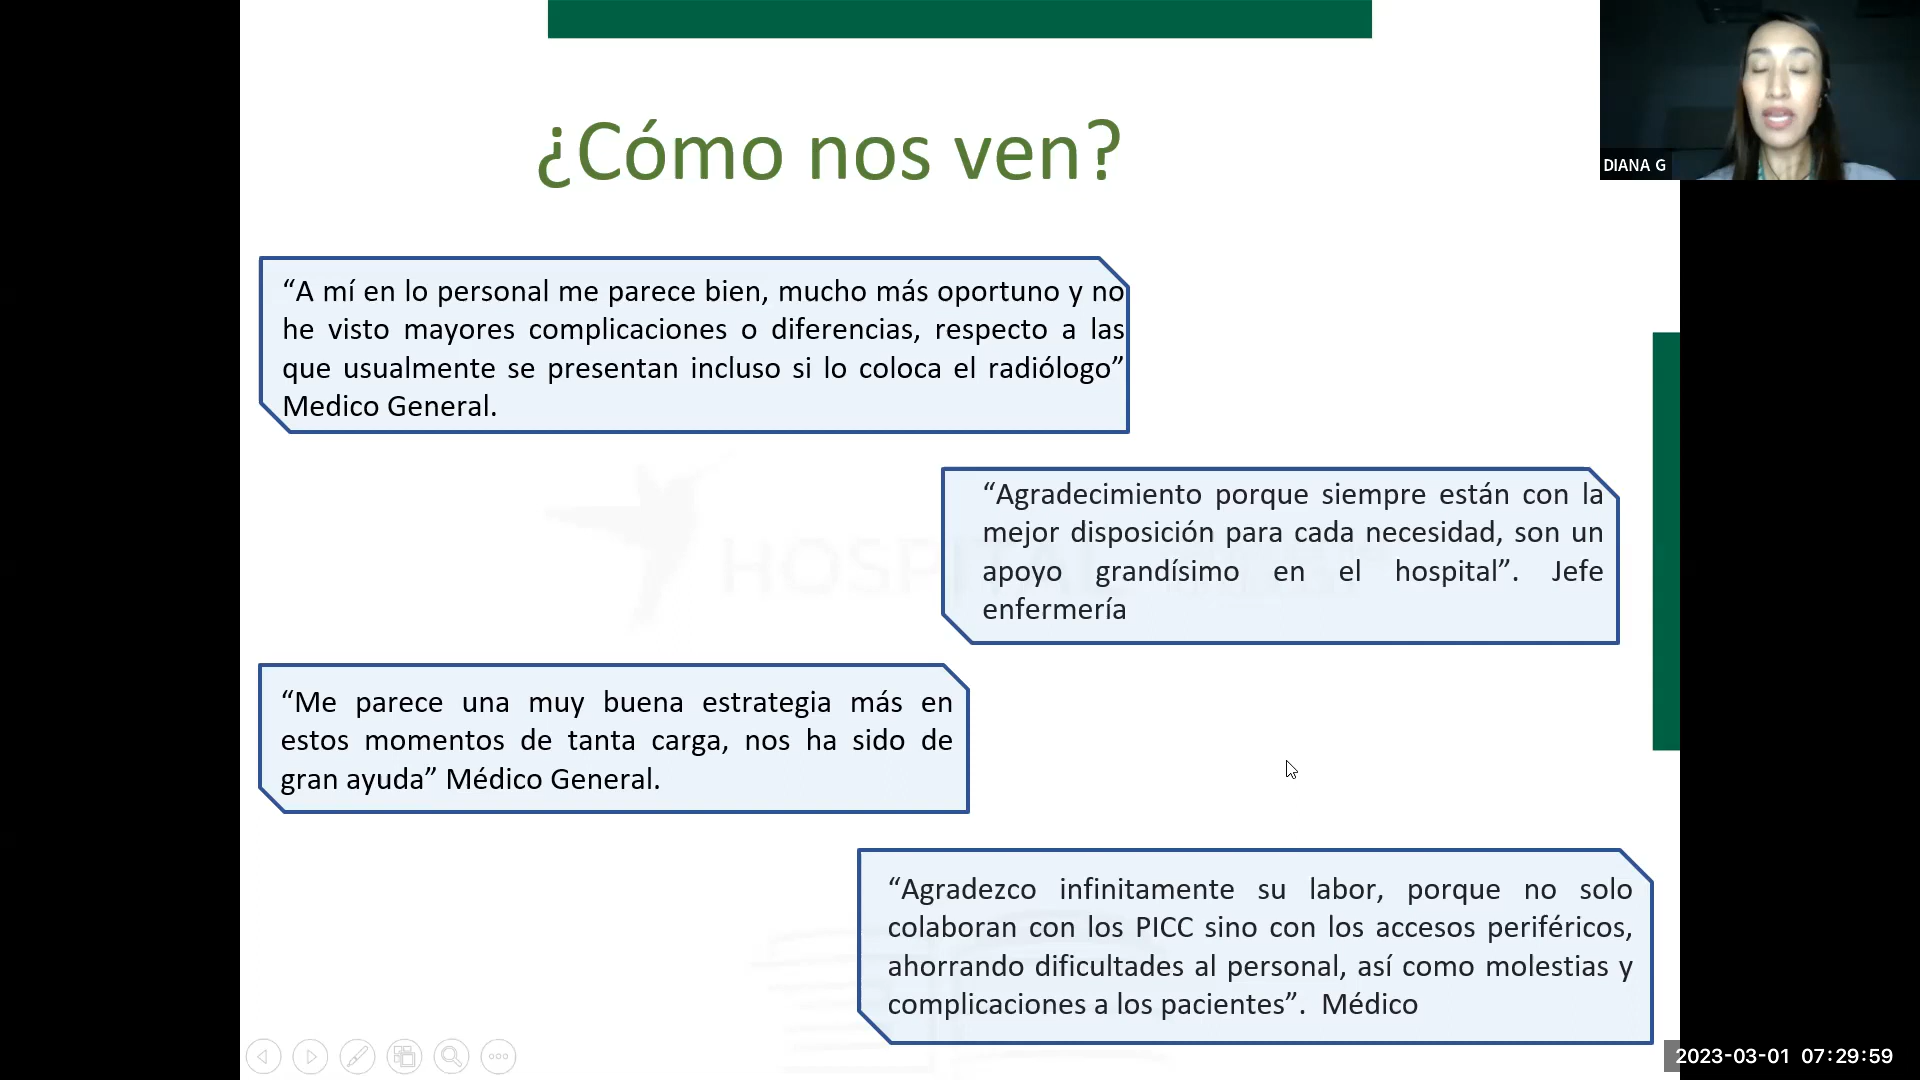 DIANA G
¿Cómo nos ven?
“A mí en lo personal me parece bien, mucho más oportuno y no
he visto mayores complicaciones o diferencias, respecto a las
que usualmente se presentan incluso si lo coloca el radiólogo”
Medico General.
“Agradecimiento porque siempre están con la
mejor disposición para cada necesidad, son un
apoyo grandísimo en el hospital”. Jefe
enfermería
HOSPITAL
“Me parece una muy buena estrategia más en
estos momentos de tanta carga, nos ha sido de
gran ayuda” Médico General.
“Agradezco infinitamente su labor, porque no solo
colaboran con los PICC sino con los accesos periféricos,
ahorrando dificultades al personal, así como molestias y
complicaciones a los pacientes”.  Médico
2023-03-01 07:29:59